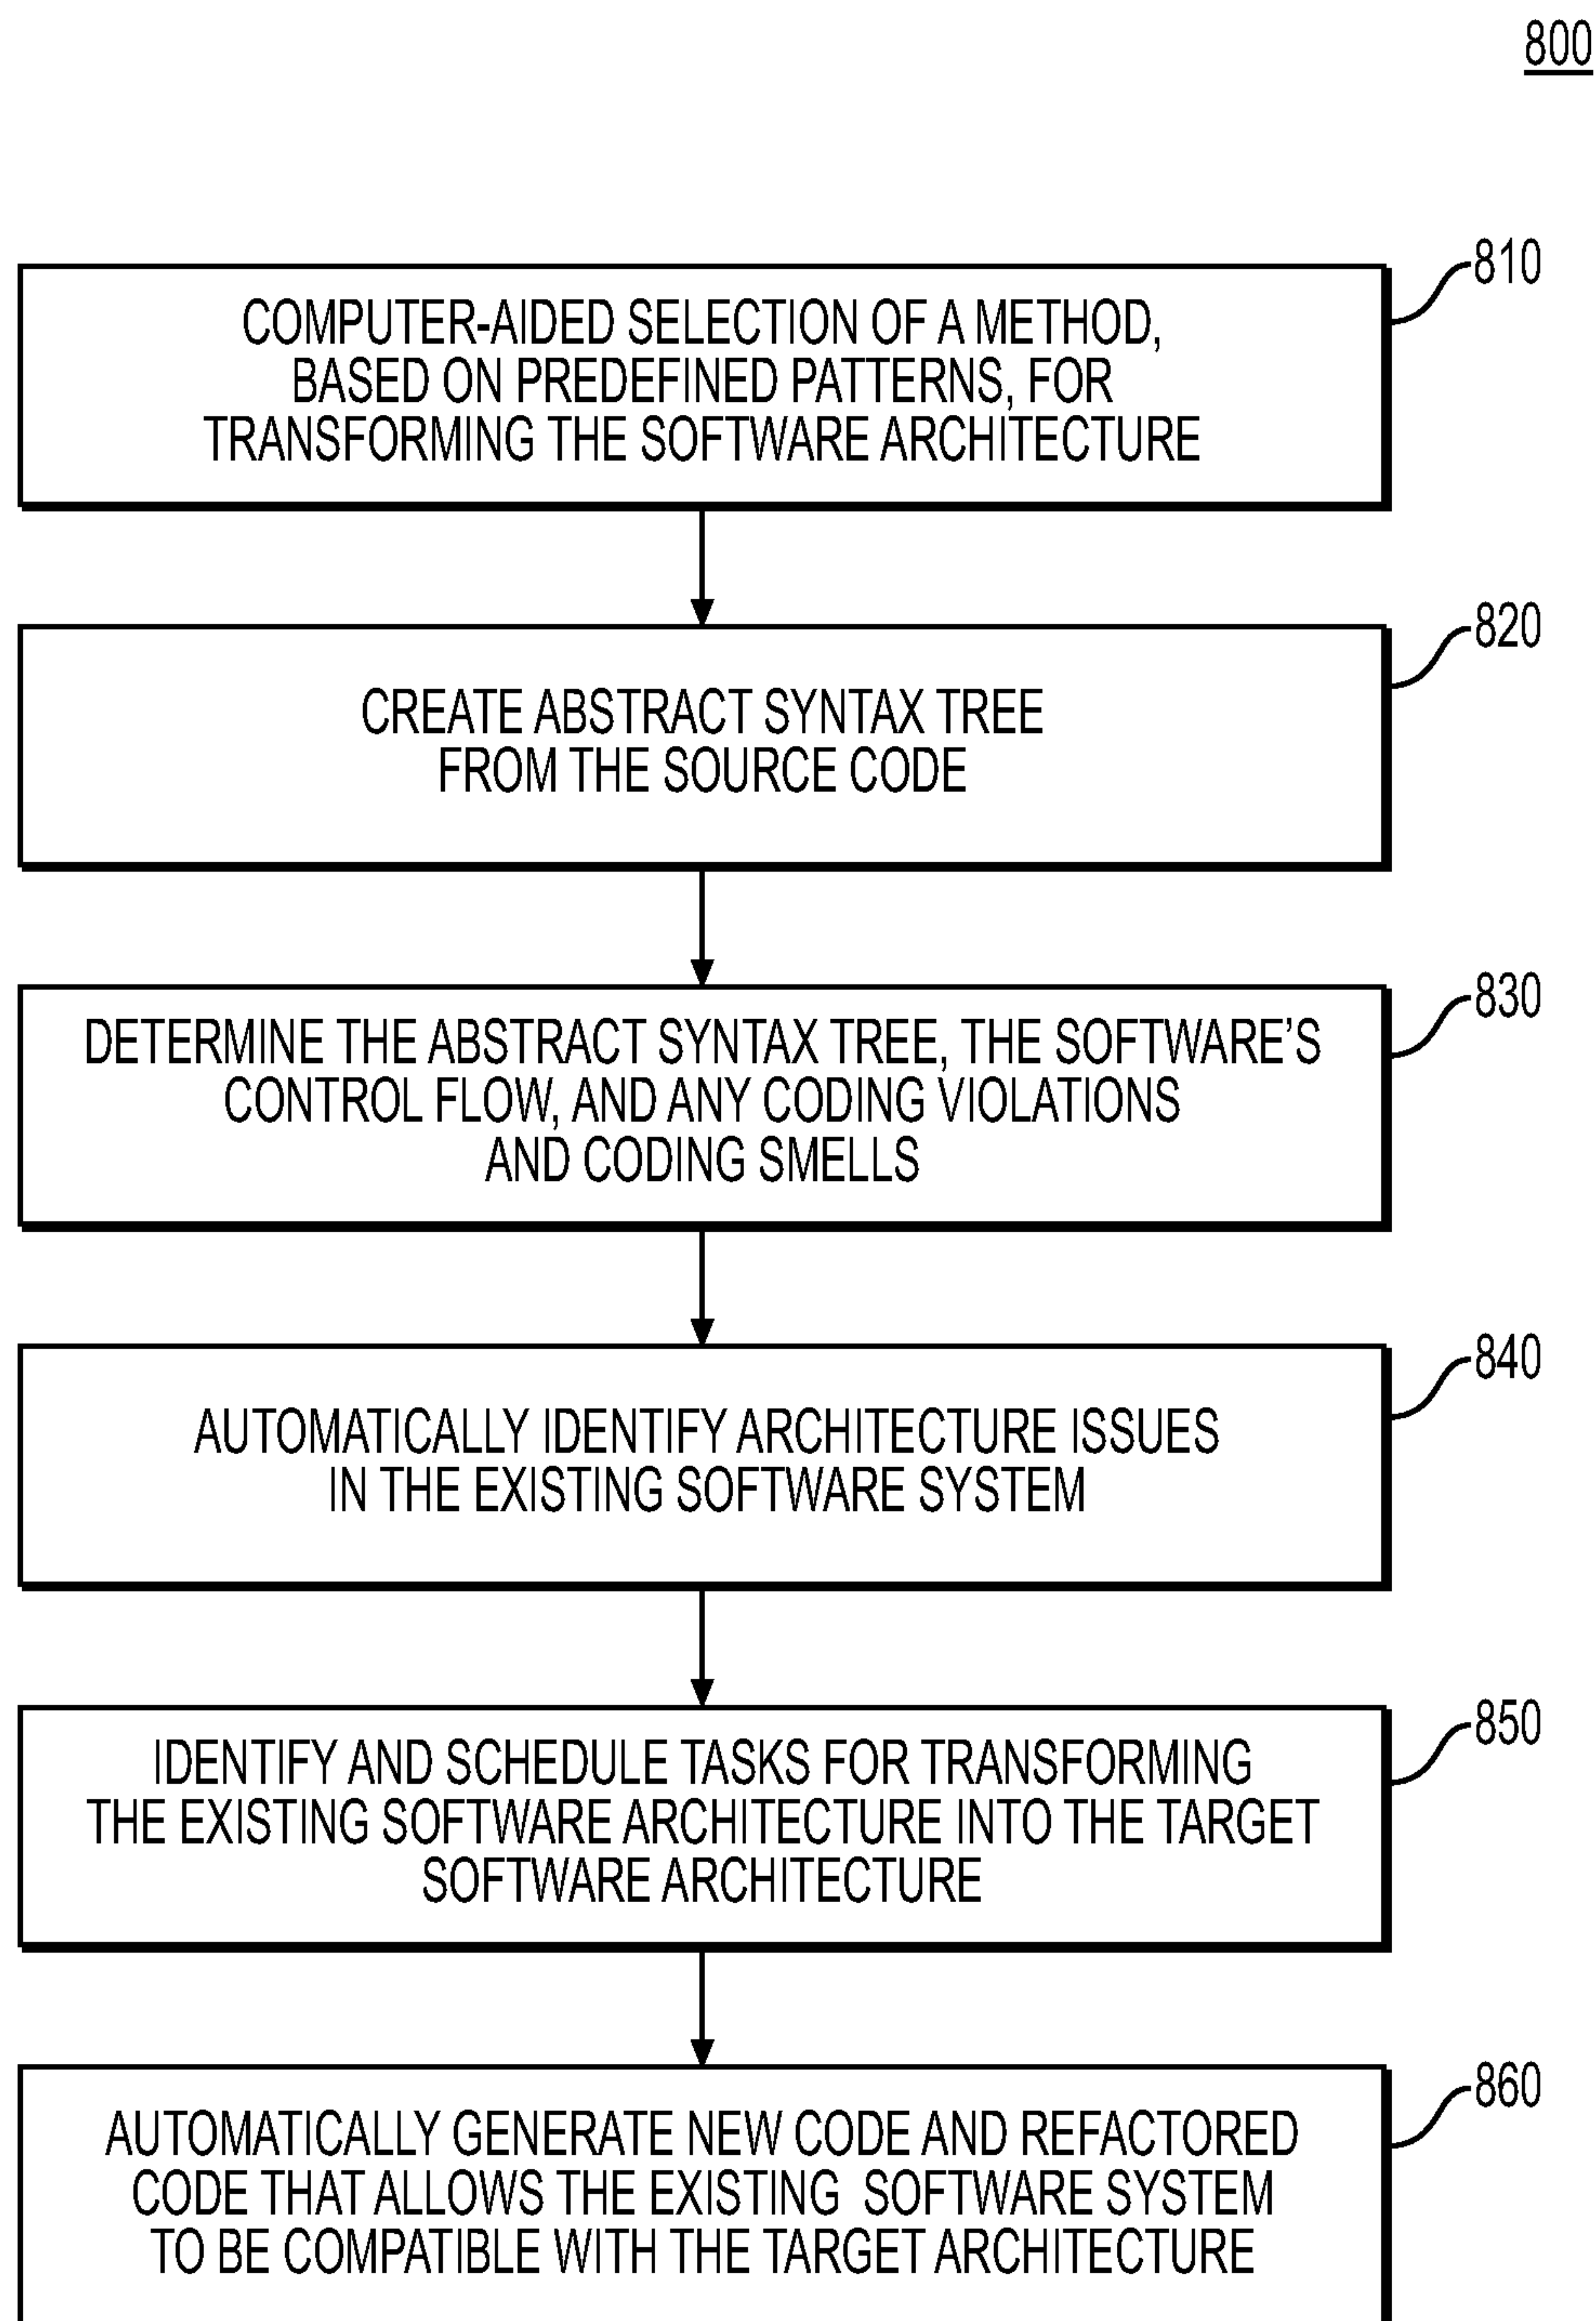 800
810
COMPUTER-AIDED SELECTION OF A METHOD,
BASED ON PREDEFINED PATTERNS, FOR
TRANSFORMING THE SOFTWARE ARCHITECTURE
820
CREATE ABSTRACT SYNTAX TREE
FROM THE SOURCE CODE
830
DETERMINE THE ABSTRACT SYNTAX TREE, THE SOFTWARE'S
CONTROL FLOW, AND ANY CODING VIOLATIONS
AND CODING SMELLS
840
AUTOMATICALLY IDENTIFY ARCHITECTURE ISSUES
IN THE EXISTING SOFTWARE SYSTEM
850
IDENTIFY AND SCHEDULE TASKS FOR TRANSFORMING
THE EXISTING SOFTWARE ARCHITECTURE INTO THE TARGET
SOFTWARE ARCHITECTURE
860
AUTOMATICALLY GENERATE NEW CODE AND REFACTORED
CODE THAT ALLOWS THE EXISTING SOFTWARE SYSTEM
TO BE COMPATIBLE WITH THE TARGET ARCHITECTURE